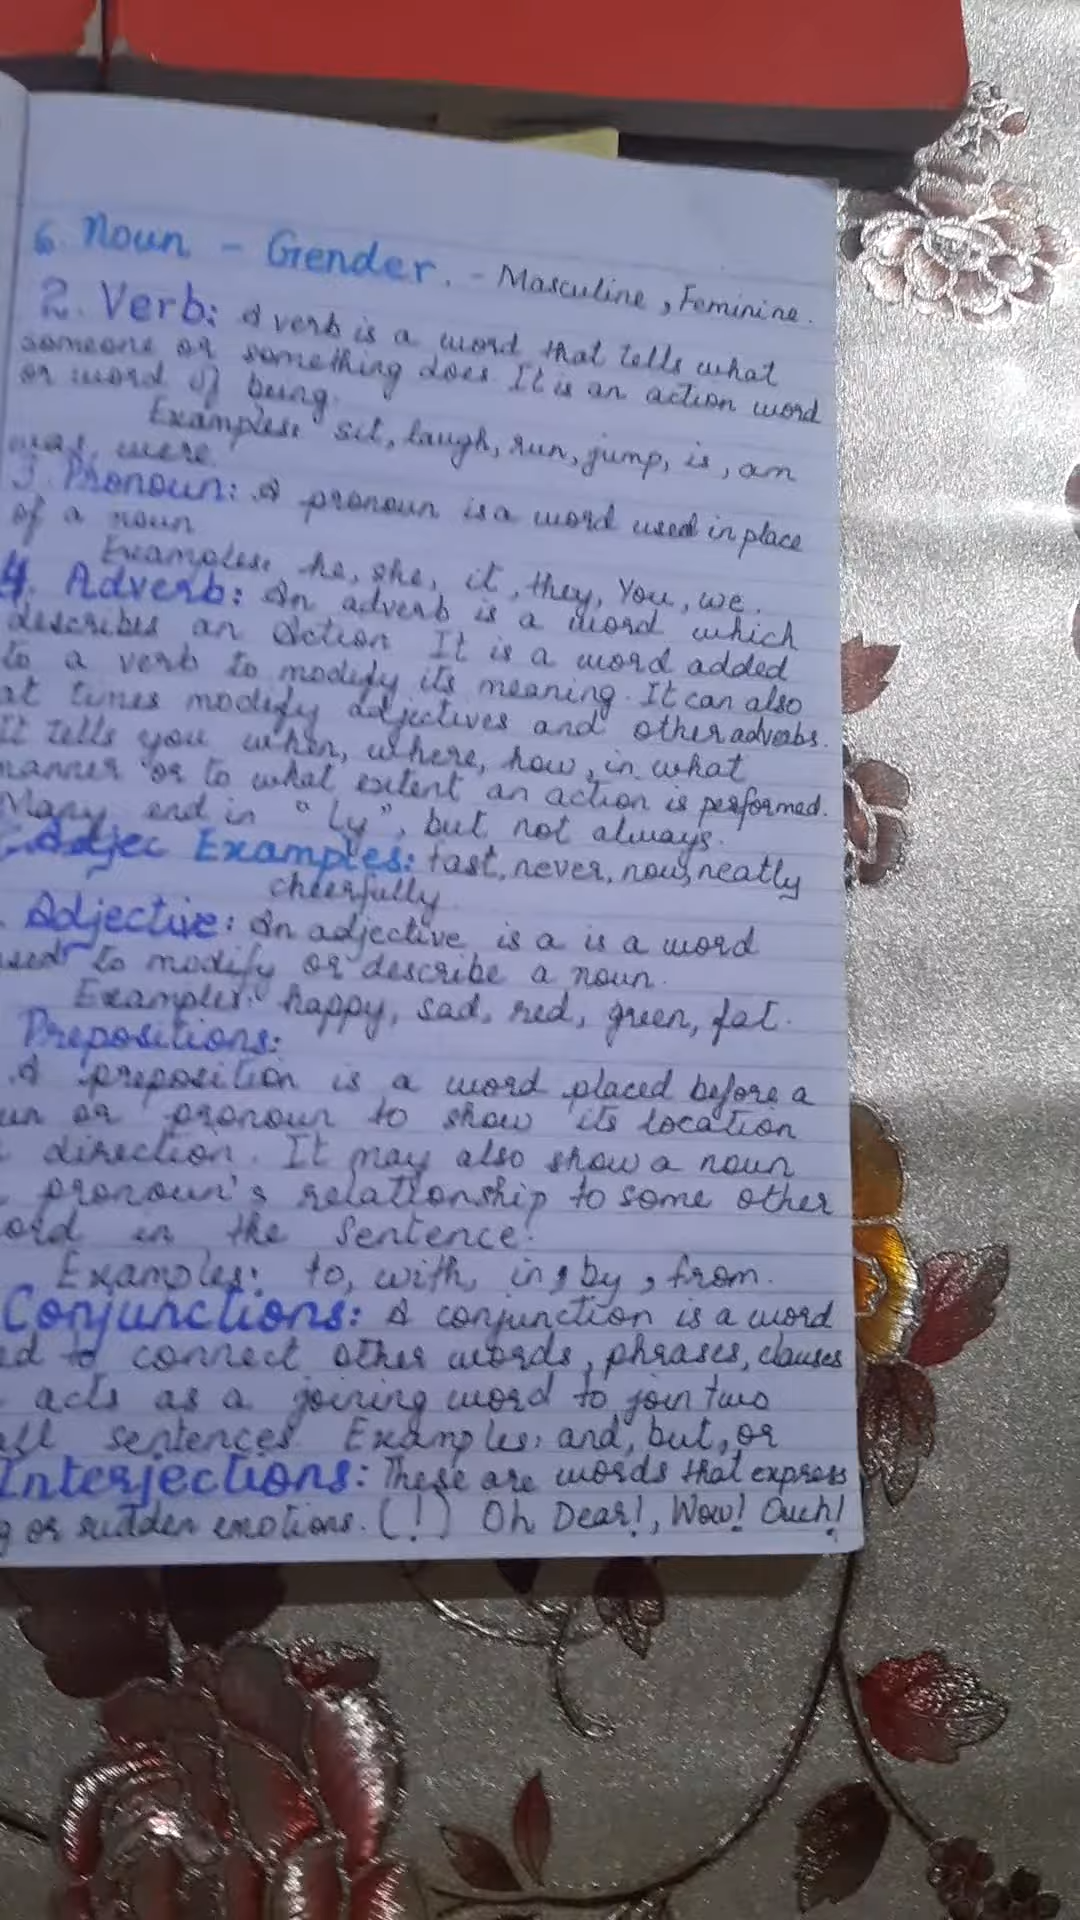 6. Noun - Gender. - Masculine, Feminine.
2. Verb: A verb is a word that tells what
someone or something does. It is an action word
or word of being.
Examples: sit, laugh, run, jump, is, am
was, were.
3. Pronoun: A pronoun is a word used in place
of a noun
Examples: he, she, it, they, You, we.
4. Adverb: An adverb is a word which
describes an action It is a word added
to a verb to modify its meaning. It can also
at times modify adjectives and other adverbs.
It tells you when, where, how, in what
manner or to what extent an action is performed.
Many end in "Ly", but not always.
Adjec Examples: fast, never, now, neatly
cheerfully
Adjective: An adjective is a is a word
used to modify or describe a noun.
Examples: happy, sad, red, green, fat.
Prepositions:
A preposition is a word placed before a
un or pronoun to show its location
direction. It may also show a noun
pronoun's relationship to some other
ord in the Sentence.
Examples: to, with, in, by, from.
Conjunctions: A conjunction is a word
ed to connect other words, phrases, clauses
acts as a joining word to join two
all sentences. Examples: and, but, or
Interjections: These are words that express
g or sudden emotions. (!) Oh Dear!, Wow! Ouch!